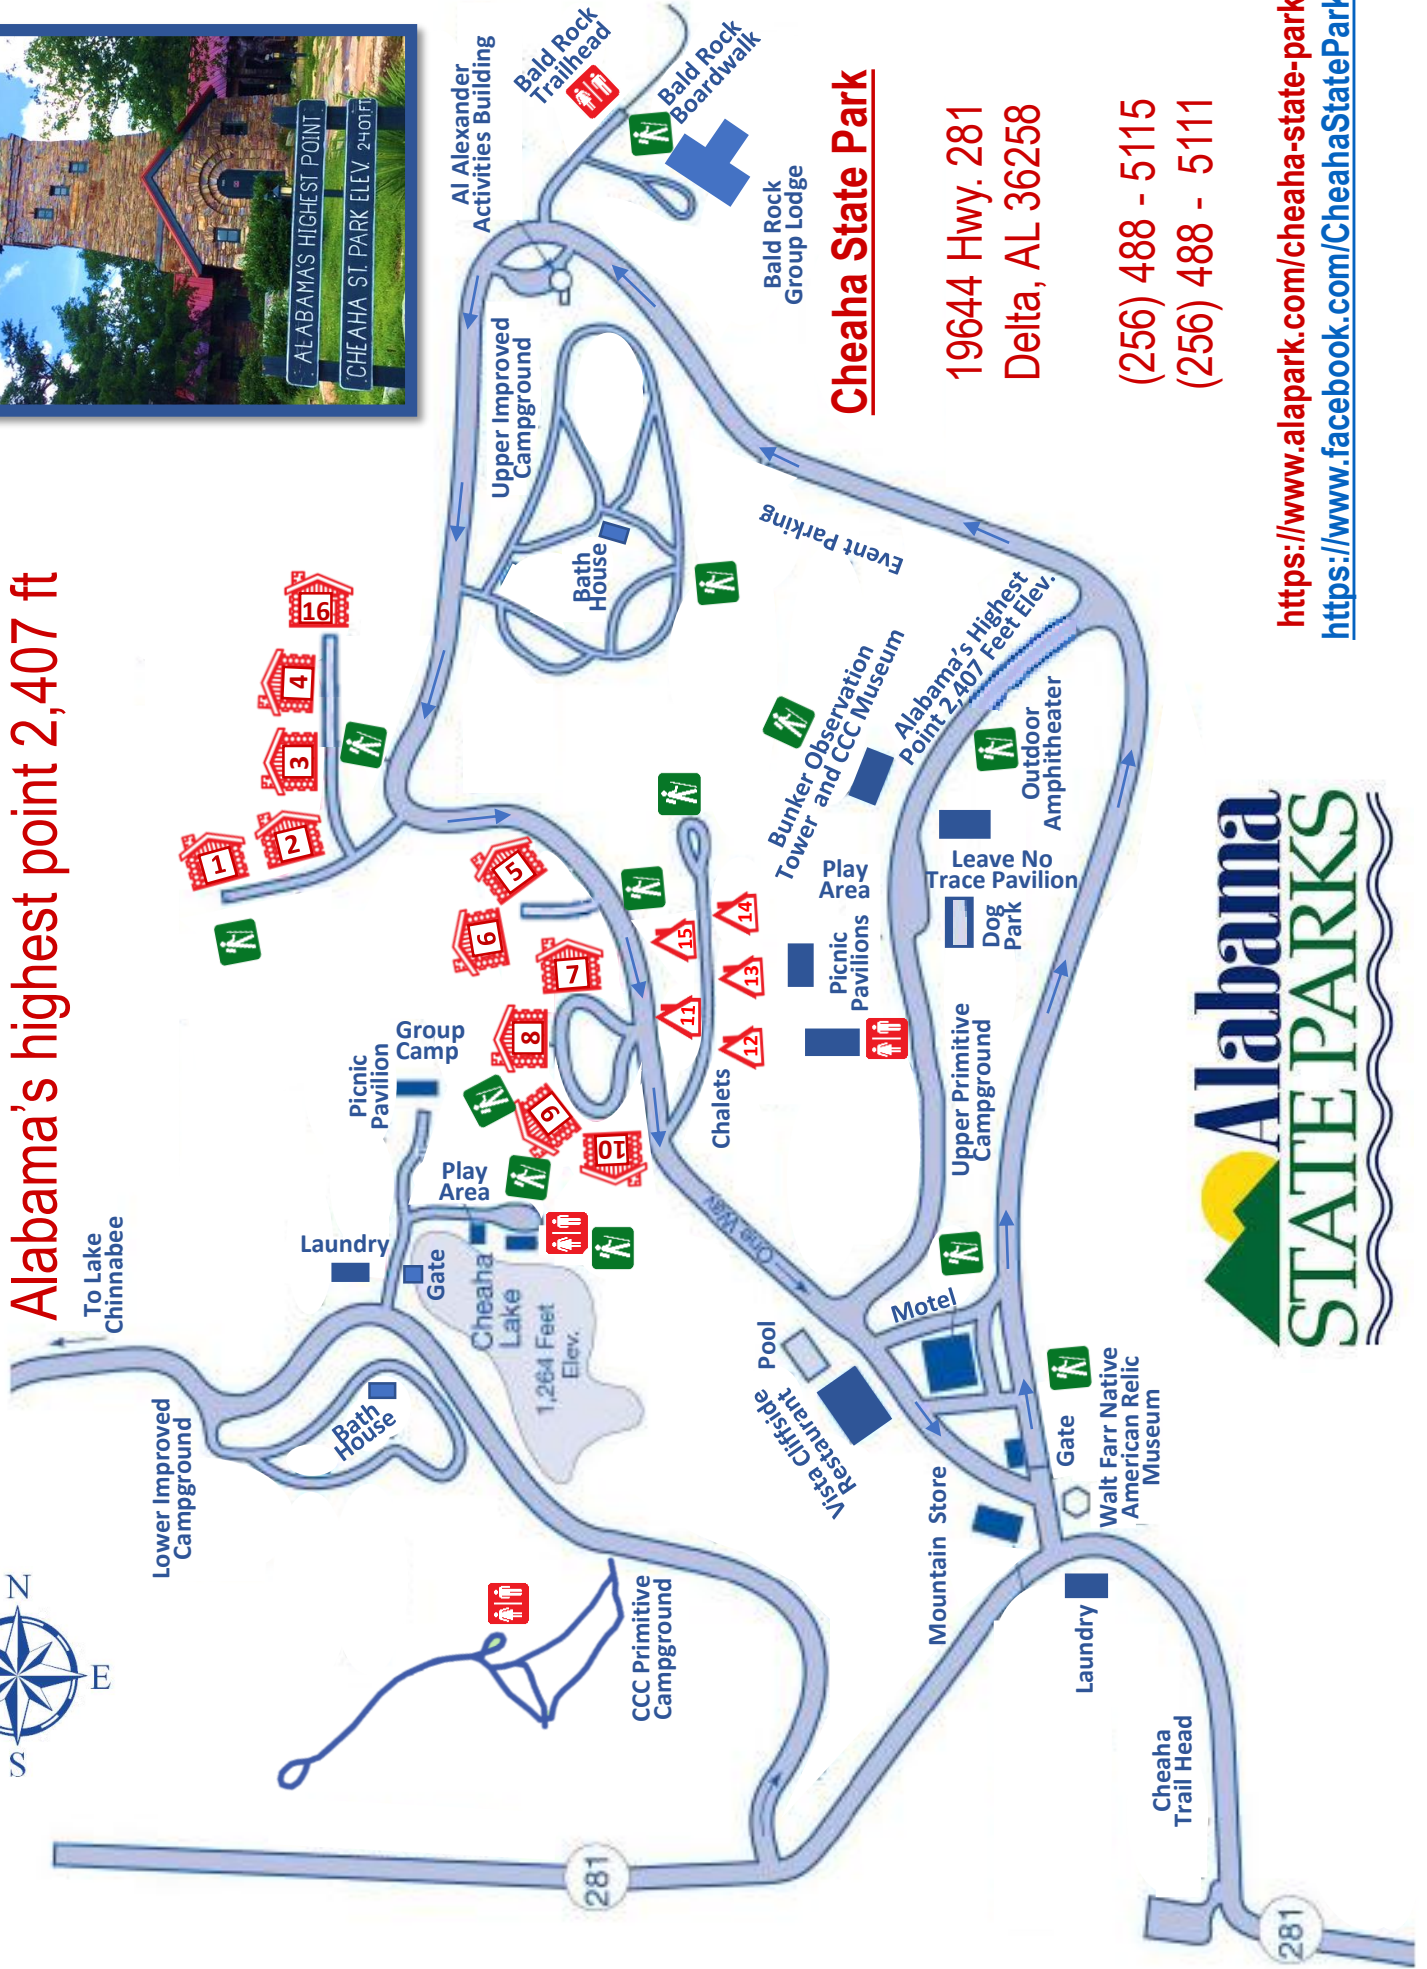 Alabama's highest point 2,407 ft
ALABAMA'S HIGHEST POINT
CHEAHA ST. PARK ELEV. 2407 FT
N
E
S
To Lake
Chinnabee
Lower Improved
Campground
Bath
House
Laundry
Gate
Picnic
Pavilion
Group
Camp
Play
Area
Cheaha
Lake
1,264 Feet
Elev.
CCC Primitive
Campground
1
2
3
4
16
5
6
7
8
9
10
11
12
13
14
15
Chalets
Al Alexander
Activities Building
Bald Rock
Trailhead
Bald Rock
Boardwalk
Bald Rock
Group Lodge
Upper Improved
Campground
Bath
House
Event Parking
Bunker Observation
Tower and CCC Museum
Alabama's Highest
Point 2,407 Feet Elev.
Outdoor
Amphitheater
Leave No
Trace Pavilion
Dog
Park
Play
Area
Picnic
Pavilions
Upper Primitive
Campground
One Way
Motel
Pool
Vista Cliffside
Restaurant
Mountain Store
Gate
Walt Farr Native
American Relic
Museum
Laundry
Cheaha
Trail Head
281
281
Cheaha State Park
19644 Hwy. 281
Delta, AL 36258
(256) 488 - 5115
(256) 488 - 5111
https://www.alapark.com/cheaha-state-park
https://www.facebook.com/CheahaStatePark
Alabama
STATE PARKS